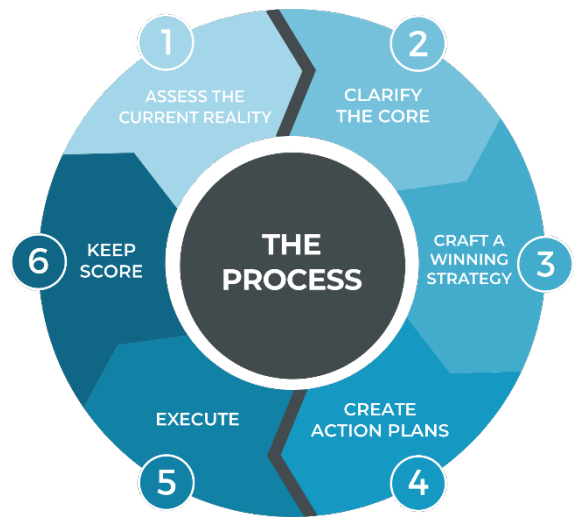 THE
PROCESS
1
ASSESS THE
CURRENT REALITY
2
CLARIFY
THE CORE
3
CRAFT A
WINNING
STRATEGY
4
CREATE
ACTION PLANS
5
EXECUTE
6
KEEP
SCORE